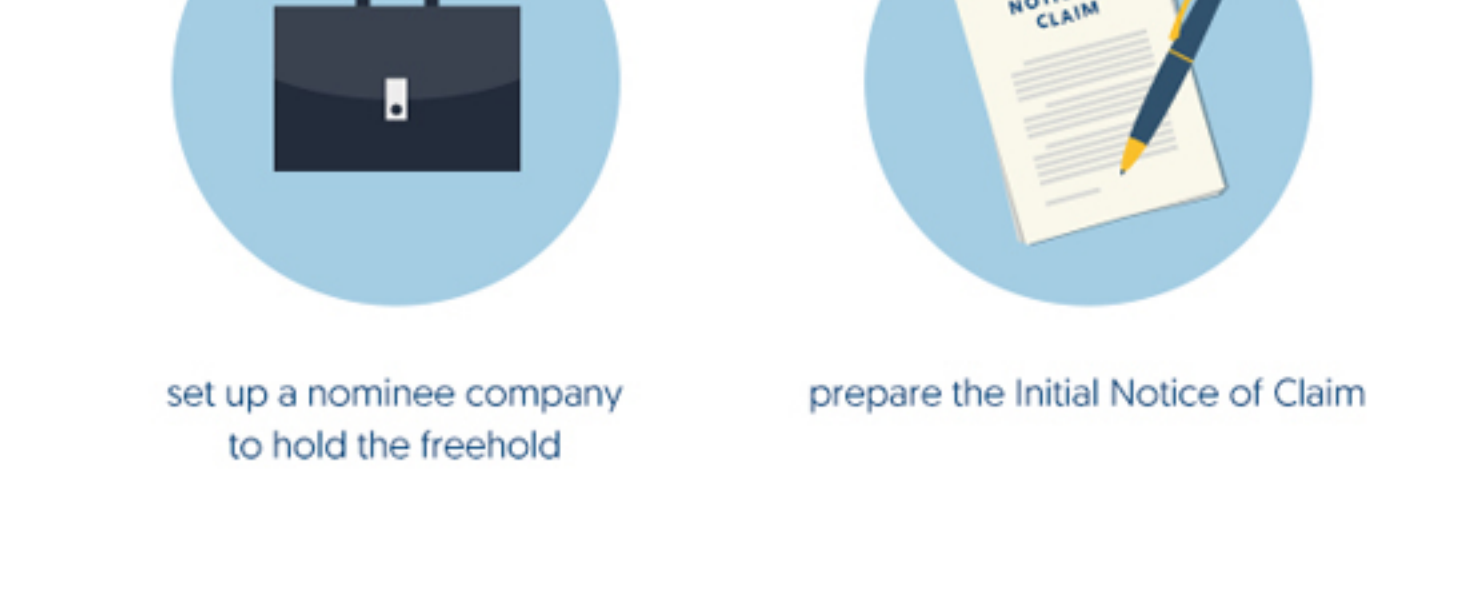 CLAIM
set up a nominee company
to hold the freehold
prepare the Initial Notice of Claim